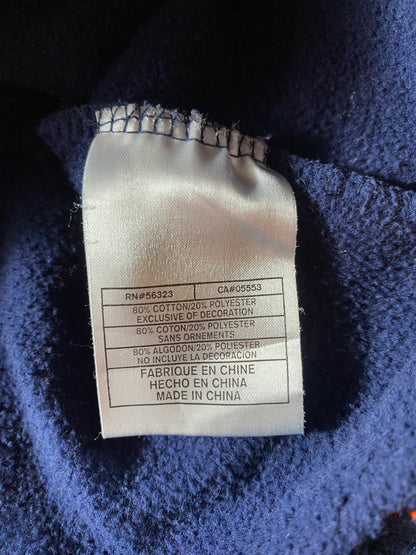 RN#56323 CA#05553
80% COTTON/20% POLYESTER
EXCLUSIVE OF DECORATION
80% COTON/20% POLYESTER
SANS ORNEMENTS
80% ALGODON/20% POLIESTER
NO INCLUYE LA DECORACION
FABRIQUE EN CHINE
HECHO EN CHINA
MADE IN CHINA